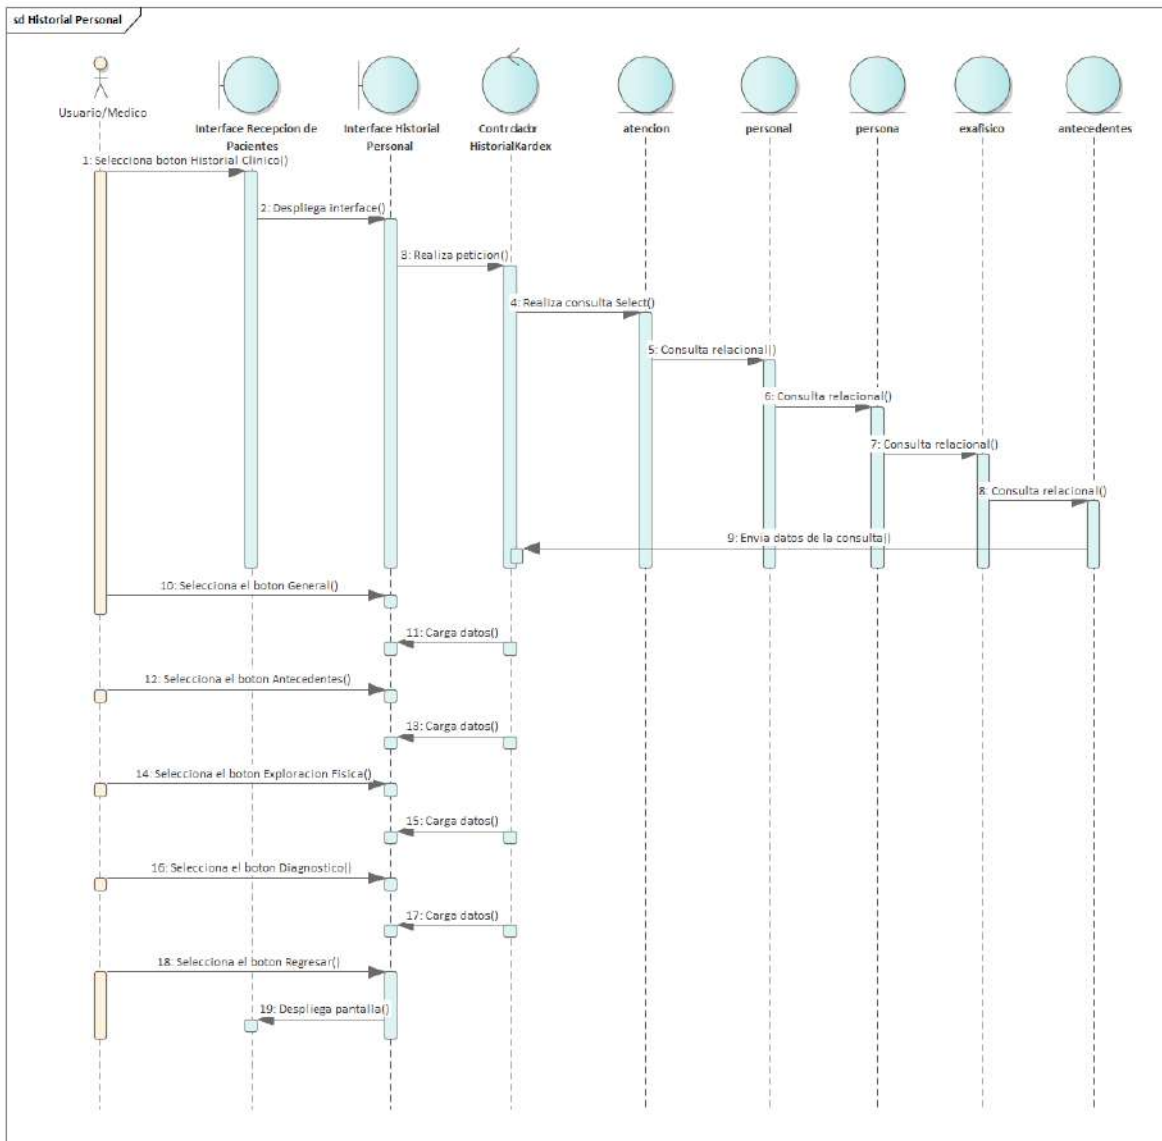 sd Historial Personal
Usuario/Medico
Interface Recepcion de
Pacientes
Interface Historial
Personal
Controlador
HistorialKardex
atencion
personal
persona
exafisico
antecedentes
1: Selecciona boton Historial Clinico()
2: Despliega interface()
3: Realiza peticion()
4: Realiza consulta Select()
5: Consulta relacional()
6: Consulta relacional()
7: Consulta relacional()
8: Consulta relacional()
9: Envia datos de la consulta()
10: Selecciona el boton General()
11: Carga datos()
12: Selecciona el boton Antecedentes()
13: Carga datos()
14: Selecciona el boton Exploracion Fisica()
15: Carga datos()
16: Selecciona el boton Diagnostico()
17: Carga datos()
18: Selecciona el boton Regresar()
19: Despliega pantalla()